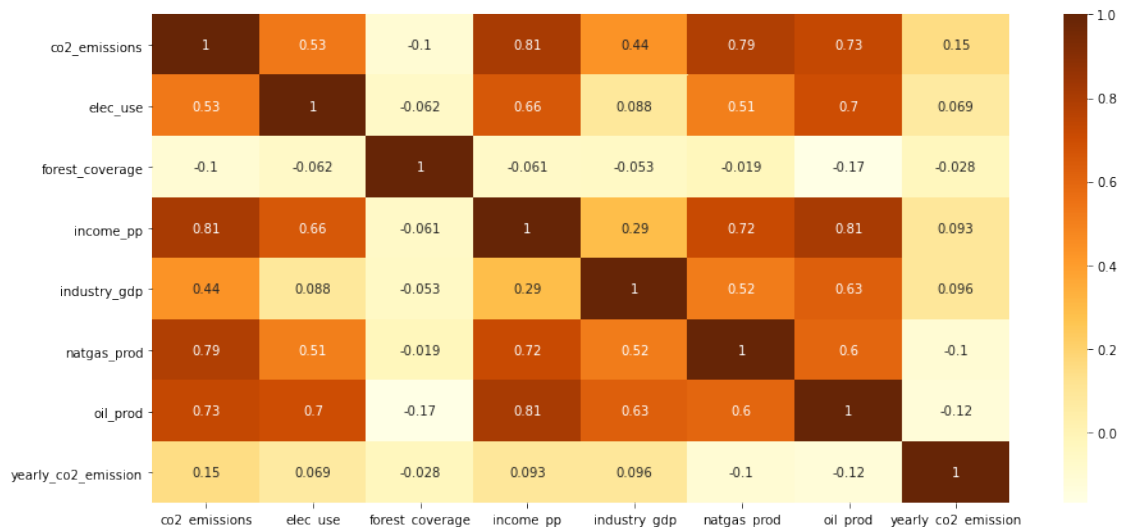 co2_emissions 1 0.53 -0.1 0.81 0.44 0.79 0.73 0.15
elec_use 0.53 1 -0.062 0.66 0.088 0.51 0.7 0.069
forest_coverage -0.1 -0.062 1 -0.061 -0.053 -0.019 -0.17 -0.028
income_pp 0.81 0.66 -0.061 1 0.29 0.72 0.81 0.093
industry_gdp 0.44 0.088 -0.053 0.29 1 0.52 0.63 0.096
natgas_prod 0.79 0.51 -0.019 0.72 0.52 1 0.6 -0.1
oil_prod 0.73 0.7 -0.17 0.81 0.63 0.6 1 -0.12
yearly_co2_emission 0.15 0.069 -0.028 0.093 0.096 -0.1 -0.12 1
co2_emissions elec_use forest_coverage income_pp industry_gdp natgas_prod oil_prod yearly_co2_emission
1.0
0.8
0.6
0.4
0.2
0.0